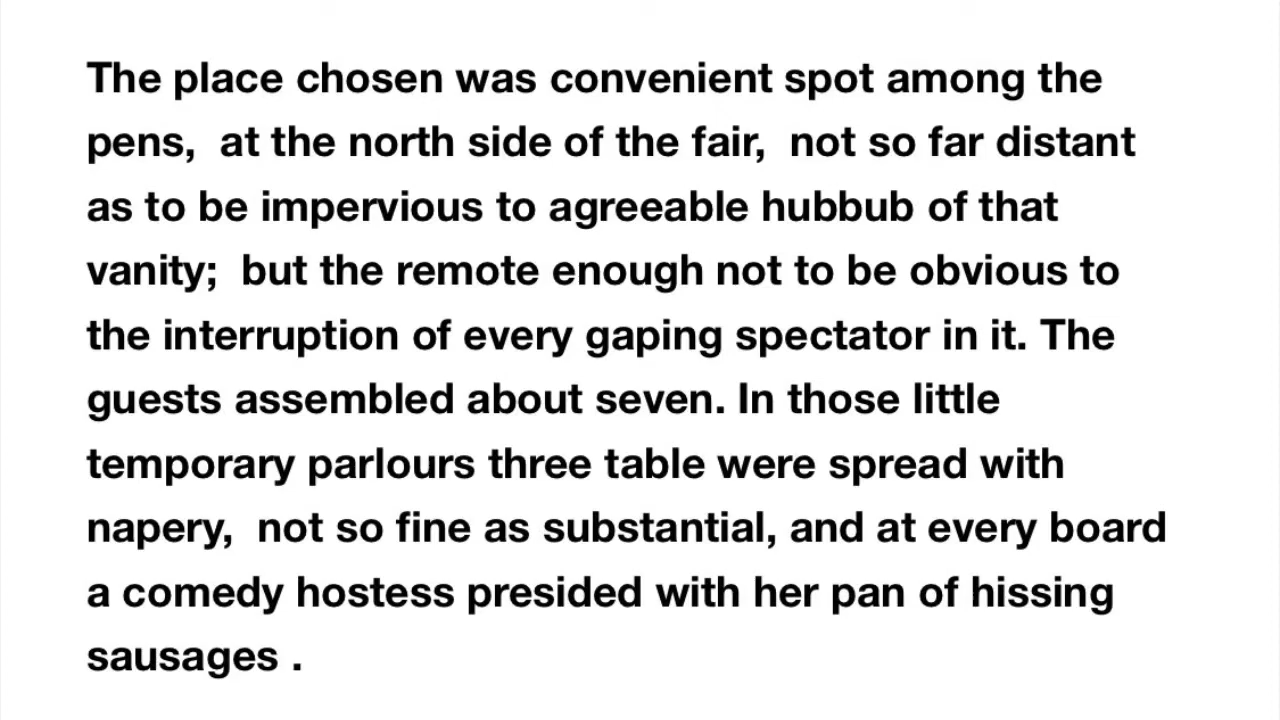 The place chosen was convenient spot among the
pens,  at the north side of the fair,  not so far distant
as to be impervious to agreeable hubbub of that
vanity;  but the remote enough not to be obvious to
the interruption of every gaping spectator in it. The
guests assembled about seven. In those little
temporary parlours three table were spread with
napery,  not so fine as substantial, and at every board
a comedy hostess presided with her pan of hissing
sausages .